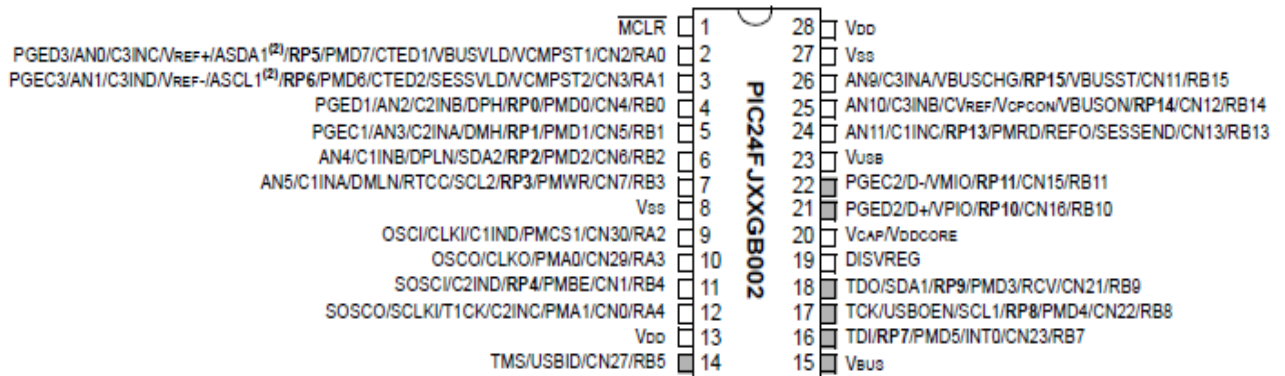 MCLR 1
PGED3/AN0/C3INC/VREF+/ASDA1(2)/RP5/PMD7/CTED1/VBUSVLD/VCMPST1/CN2/RA0 2
PGEC3/AN1/C3IND/VREF-/ASCL1(2)/RP6/PMD6/CTED2/SESSVLD/VCMPST2/CN3/RA1 3
PGED1/AN2/C2INB/DPH/RP0/PMD0/CN4/RB0 4
PGEC1/AN3/C2INA/DMH/RP1/PMD1/CN5/RB1 5
AN4/C1INB/DPLN/SDA2/RP2/PMD2/CN6/RB2 6
AN5/C1INA/DMLN/RTCC/SCL2/RP3/PMWR/CN7/RB3 7
VSS 8
OSCI/CLKI/C1IND/PMCS1/CN30/RA2 9
OSCO/CLKO/PMA0/CN29/RA3 10
SOSCI/C2IND/RP4/PMBE/CN1/RB4 11
SOSCO/SCLKI/T1CK/C2INC/PMA1/CN0/RA4 12
VDD 13
TMS/USBID/CN27/RB5 14
PIC24FJXXGB002
28 VDD
27 VSS
26 AN9/C3INA/VBUSCHG/RP15/VBUSST/CN11/RB15
25 AN10/C3INB/CVREF/VCPCON/VBUSON/RP14/CN12/RB14
24 AN11/C1INC/RP13/PMRD/REFO/SESSEND/CN13/RB13
23 VUSB
22 PGEC2/D-/VMIO/RP11/CN15/RB11
21 PGED2/D+/VPIO/RP10/CN16/RB10
20 VCAP/VDDCORE
19 DISVREG
18 TDO/SDA1/RP9/PMD3/RCV/CN21/RB9
17 TCK/USBOEN/SCL1/RP8/PMD4/CN22/RB8
16 TDI/RP7/PMD5/INT0/CN23/RB7
15 VBUS